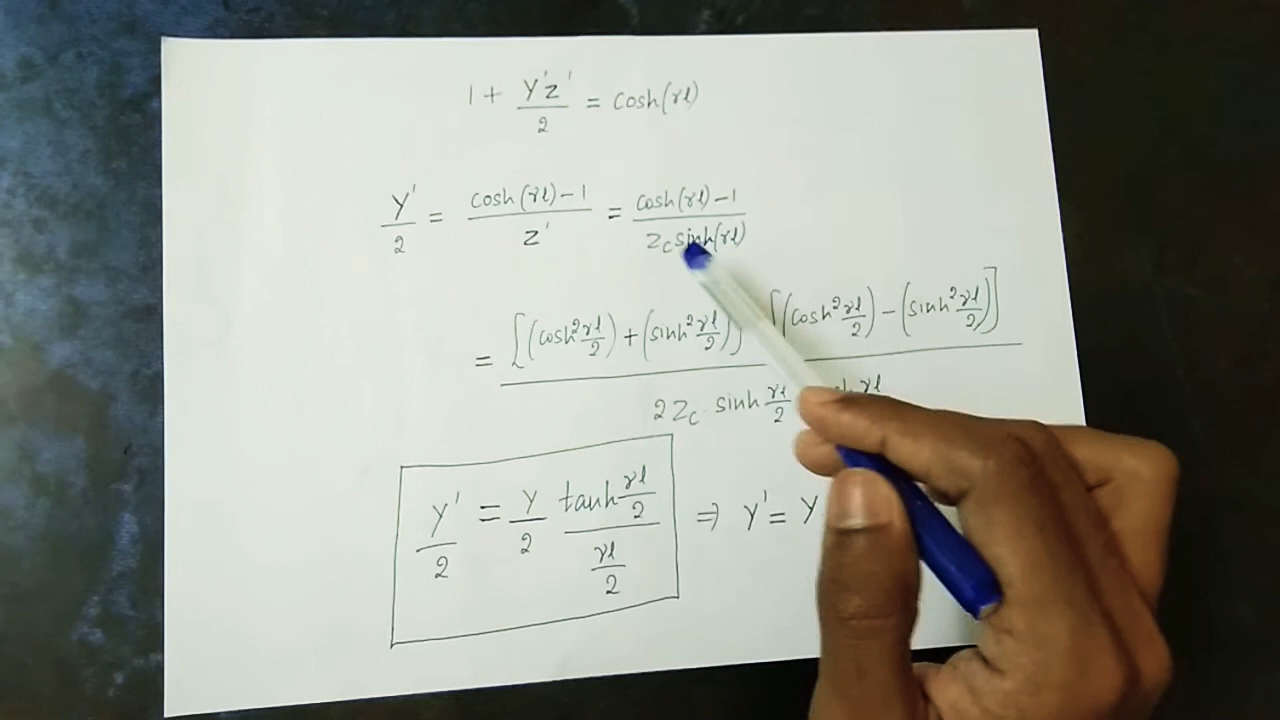 1 + Y'Z'/2 = cosh(γl)
Y'/2 = (cosh(γl) - 1)/Z' = (cosh(γl) - 1)/(Zc sinh(γl))
= [(cosh² γl/2) + (sinh² γl/2)] [(cosh² γl/2) - (sinh² γl/2)] / 2Zc · sinh γl/2 γl
Y'/2 = Y/2 (tanh γl/2)/(γl/2) ⇒ Y' = Y